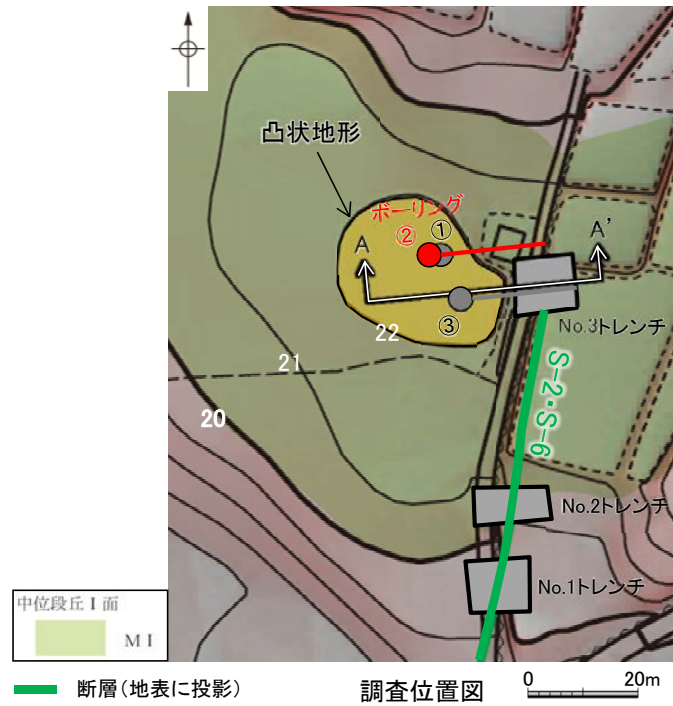 凸状地形
ボーリング
② ①
A
A'
③
No.3トレンチ
22
21
20
S-2・S-6
No.2トレンチ
No.1トレンチ
中位段丘Ⅰ面
MⅠ
断層(地表に投影)
調査位置図
0 20m